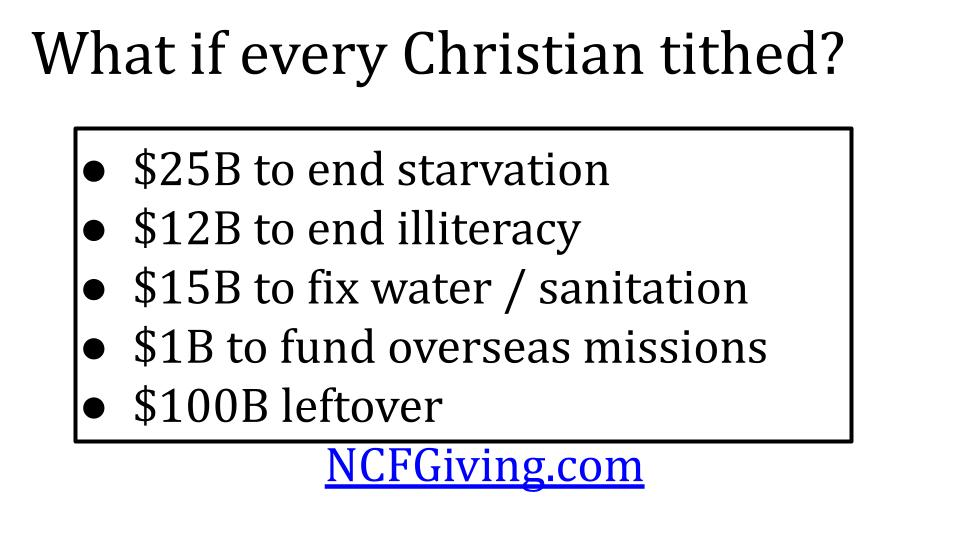 What if every Christian tithed?
● $25B to end starvation
● $12B to end illiteracy
● $15B to fix water / sanitation
● $1B to fund overseas missions
● $100B leftover
NCFGiving.com